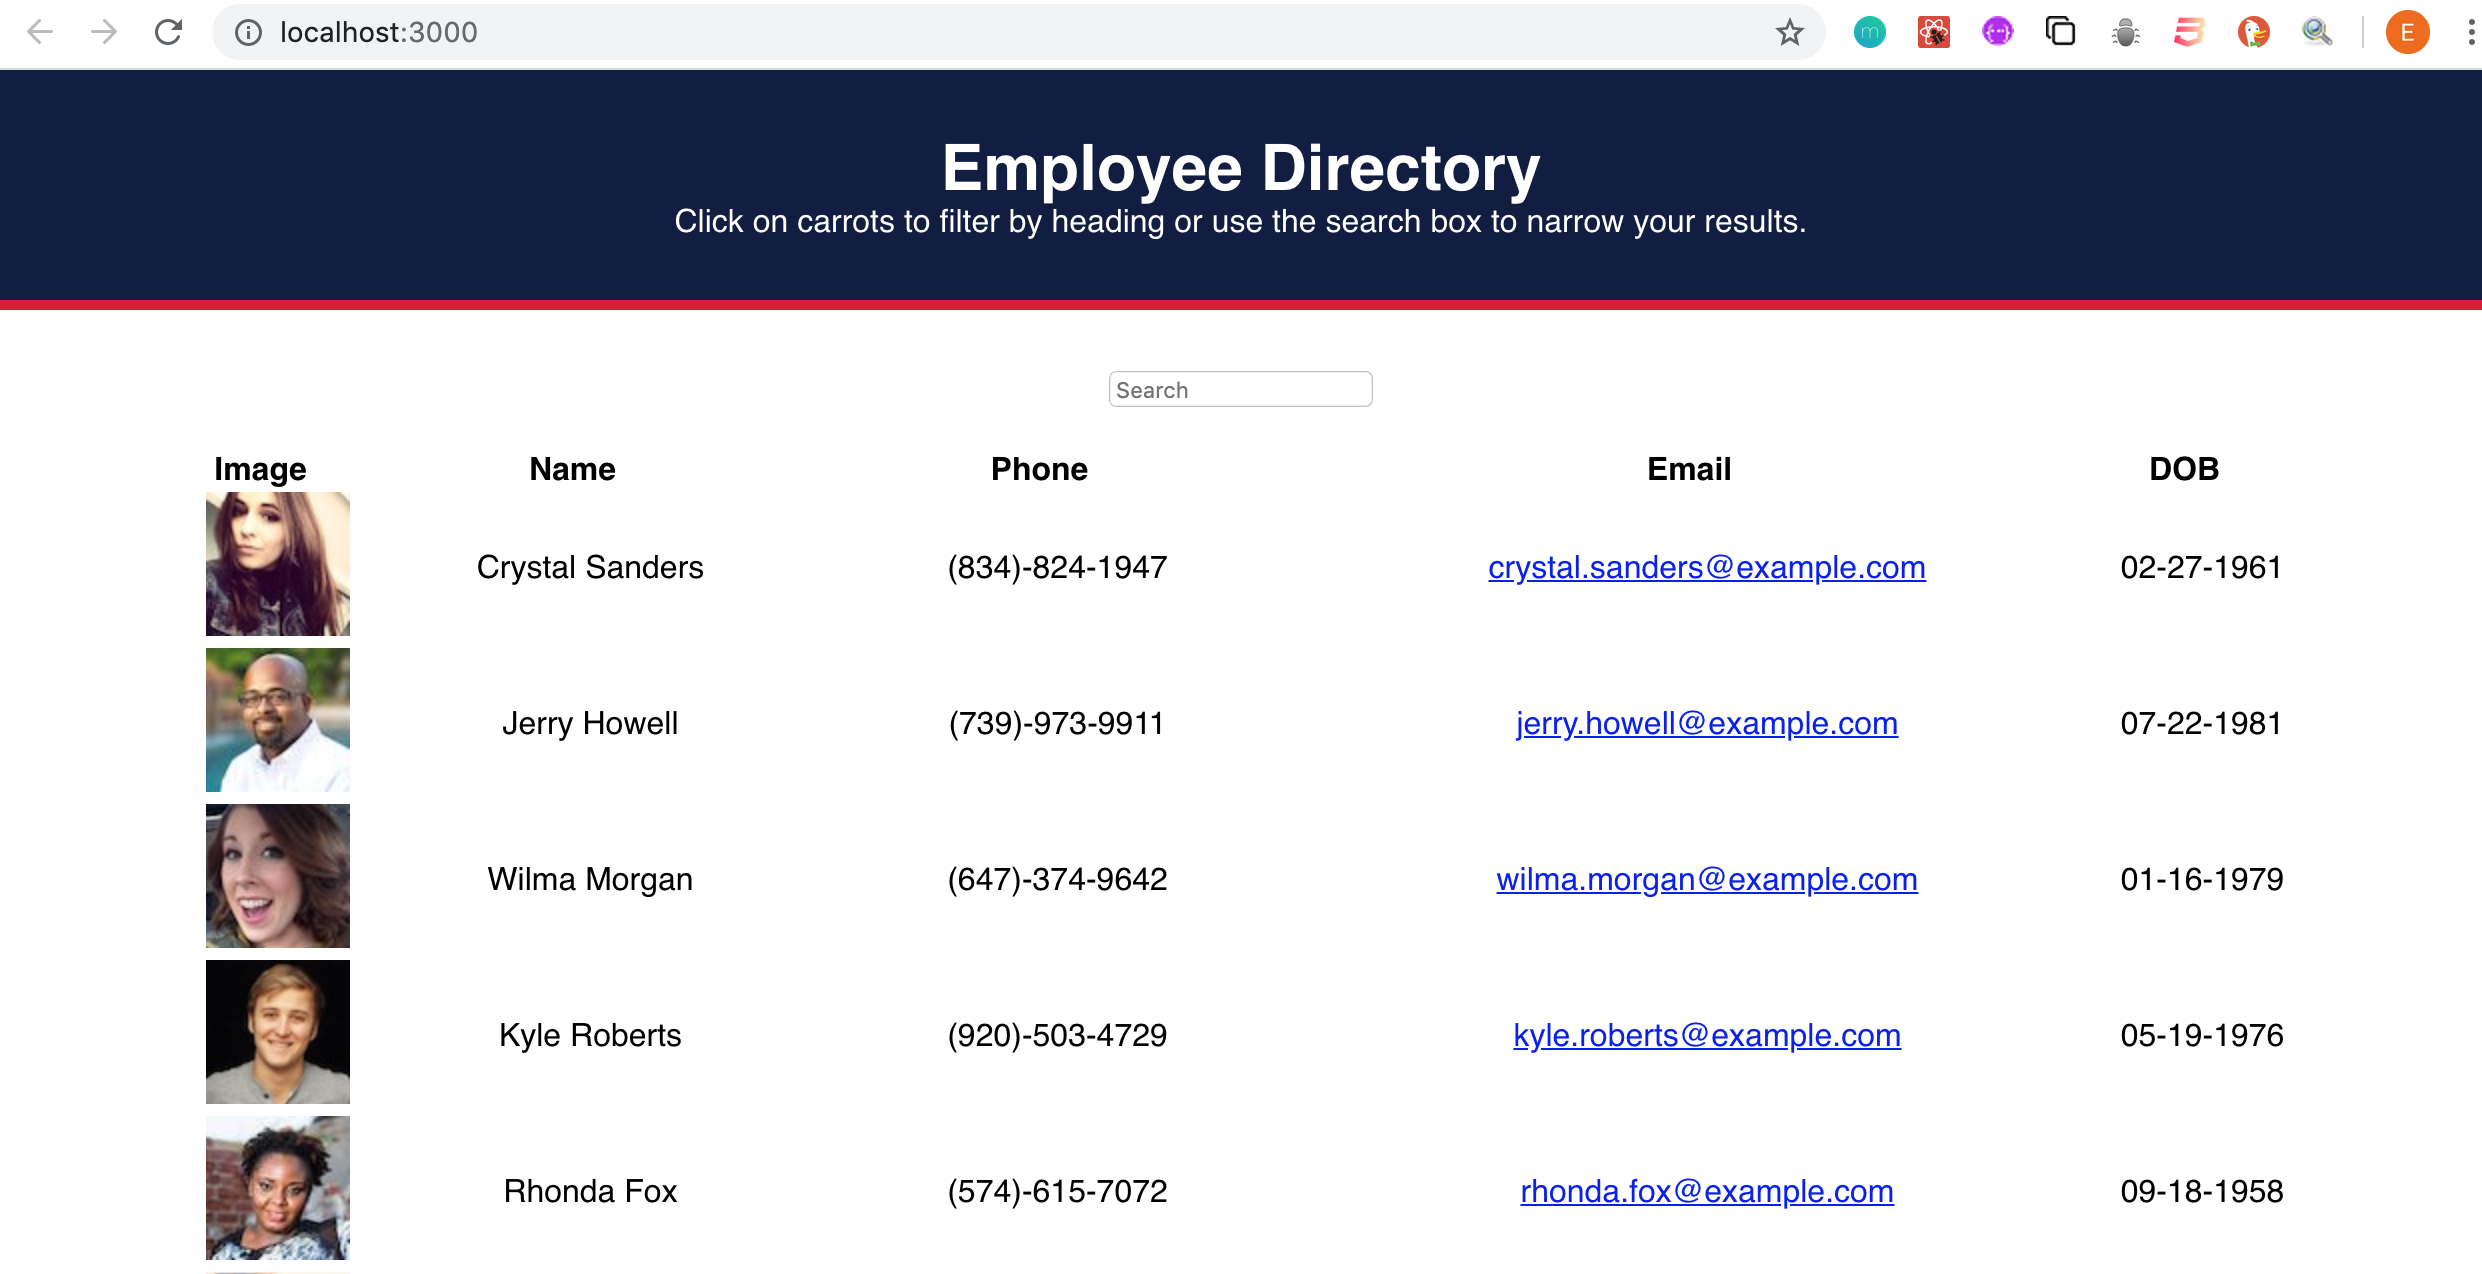 localhost:3000
m
E
Employee Directory
Click on carrots to filter by heading or use the search box to narrow your results.
Search
Image Name Phone Email DOB
Crystal Sanders (834)-824-1947 crystal.sanders@example.com 02-27-1961
Jerry Howell (739)-973-9911 jerry.howell@example.com 07-22-1981
Wilma Morgan (647)-374-9642 wilma.morgan@example.com 01-16-1979
Kyle Roberts (920)-503-4729 kyle.roberts@example.com 05-19-1976
Rhonda Fox (574)-615-7072 rhonda.fox@example.com 09-18-1958